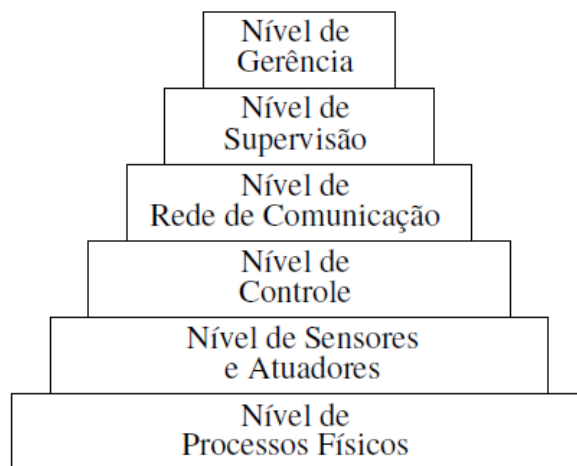 Nível de
Gerência
Nível de
Supervisão
Nível de
Rede de Comunicação
Nível de
Controle
Nível de Sensores
e Atuadores
Nível de
Processos Físicos